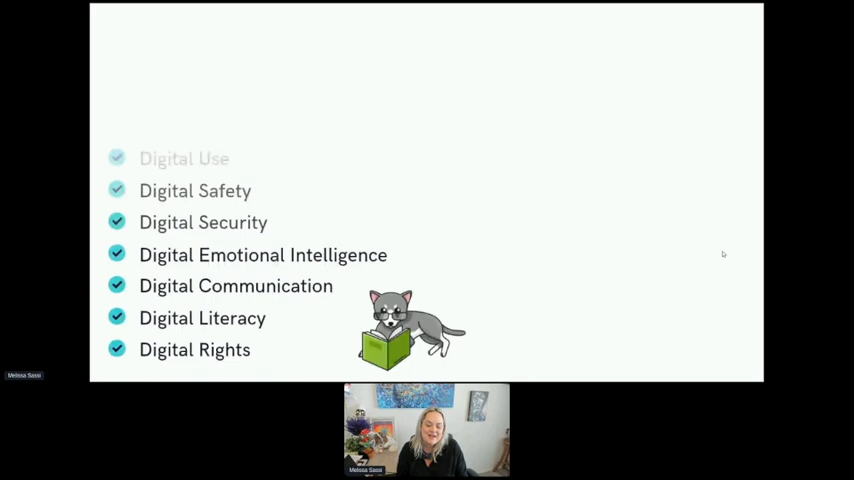 Digital Use
Digital Safety
Digital Security
Digital Emotional Intelligence
Digital Communication
Digital Literacy
Digital Rights
Melissa Sassi
Melissa Sassi